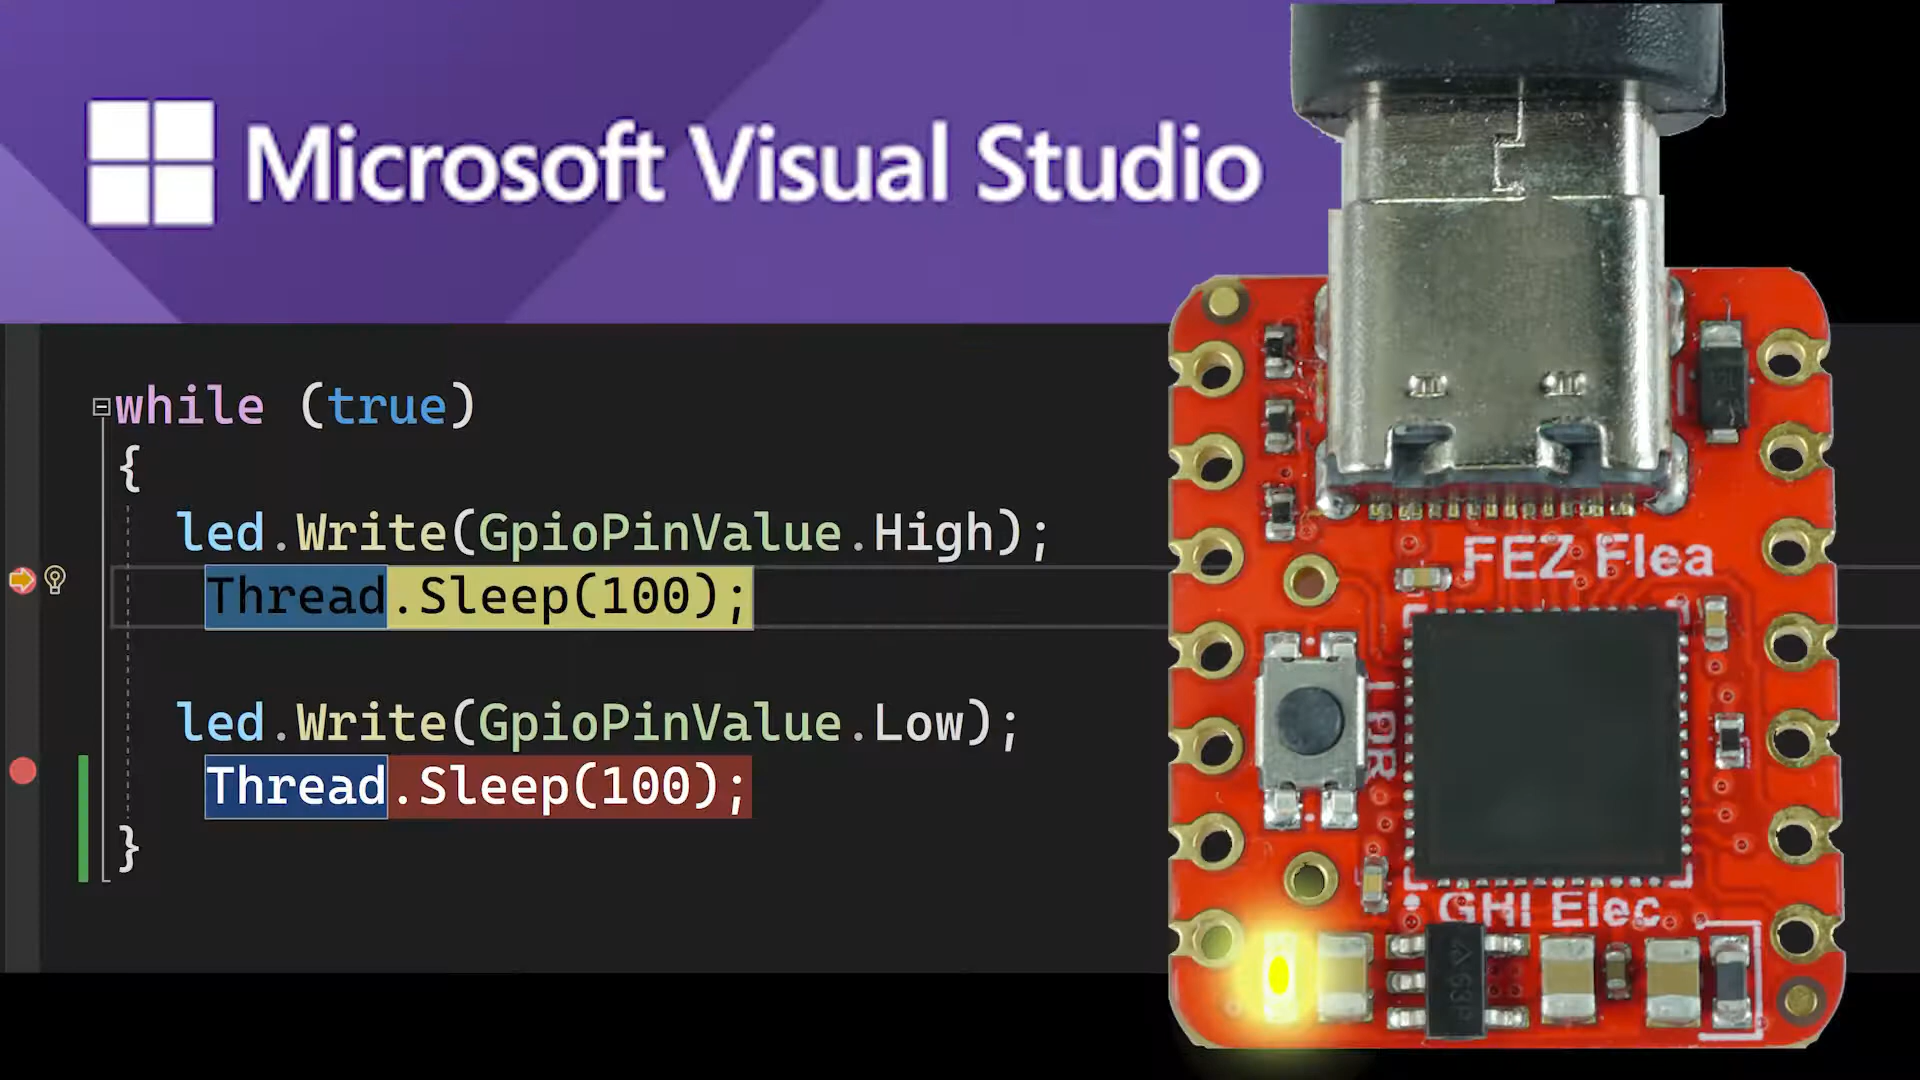 Microsoft Visual Studio
while (true)
{
led.Write(GpioPinValue.High);
Thread.Sleep(100);
led.Write(GpioPinValue.Low);
Thread.Sleep(100);
}
FEZ Flea
LDR
GHI Elec